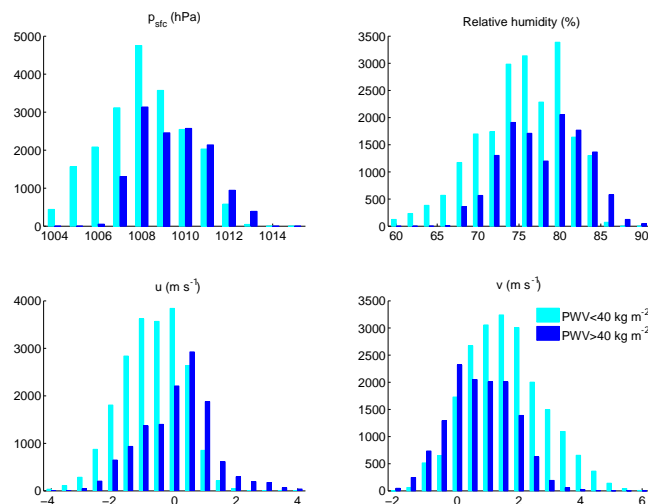 p_sfc (hPa)
5000
4000
3000
2000
1000
0
1004 1006 1008 1010 1012 1014
Relative humidity (%)
3500
3000
2500
2000
1500
1000
500
0
60 65 70 75 80 85 90
u (m s⁻¹)
4000
3000
2000
1000
0
−4 −2 0 2 4
v (m s⁻¹)
3500
3000
2500
2000
1500
1000
500
0
−2 0 2 4 6
PWV<40 kg m⁻²
PWV>40 kg m⁻²